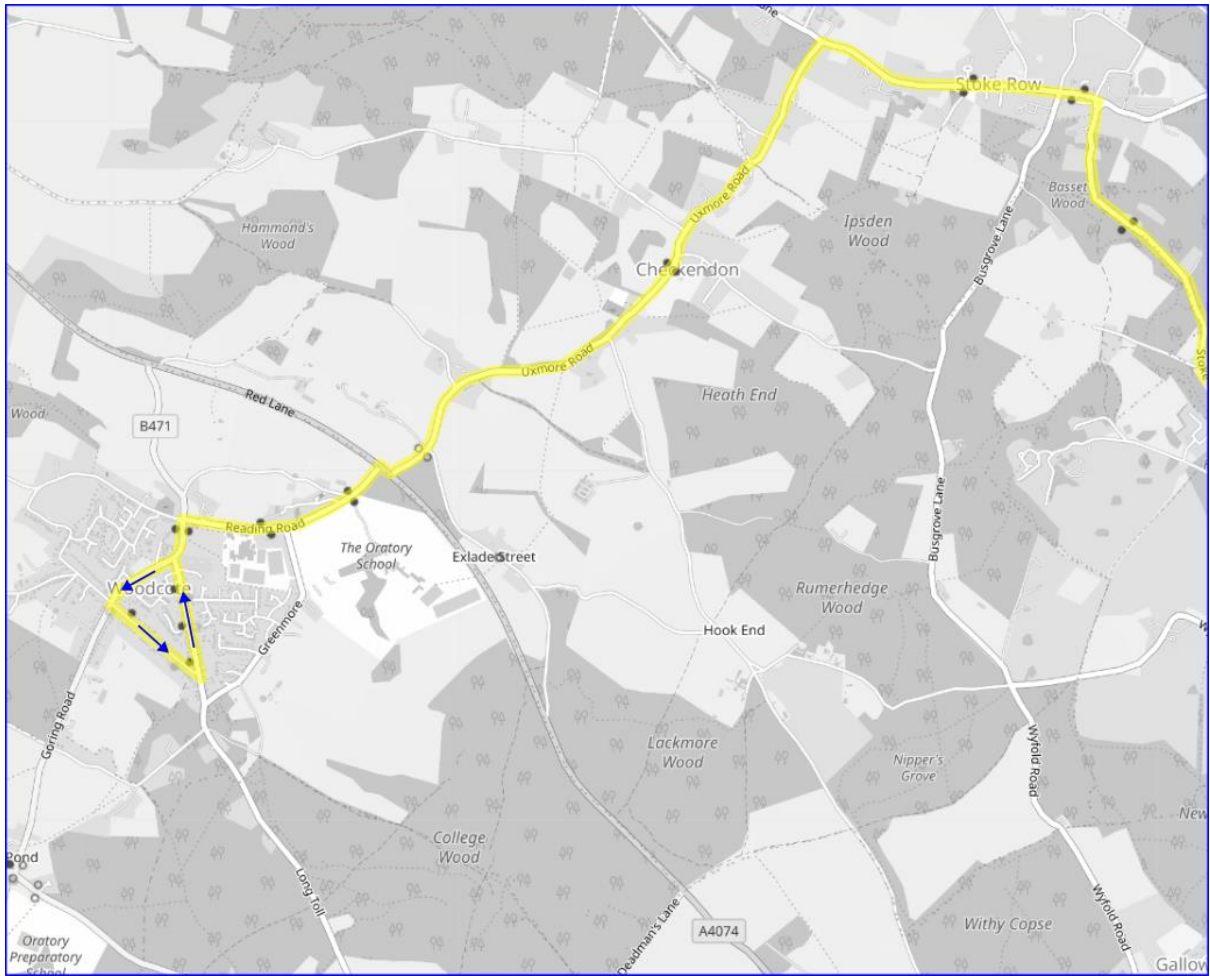 ane
Stoke Row
Hammond's
Wood
Uxmore Road
Ipsden
Wood
Basset
Wood
Busgrove Lane
Checkendon
Uxmore Road
Stoke
Red Lane
Heath End
Wood
B471
Reading Road
The Oratory
School
Exlade Street
Busgrove Lane
Woodcote
Greenmore
Rumerhedge
Wood
Hook End
Goring Road
Lackmore
Wood
Nipper's
Grove
Wyfold Road
New
College
Wood
Pond
Long Toll
Deadman's Lane
A4074
Wyfold Road
Withy Copse
Oratory
Preparatory
School
Gallow